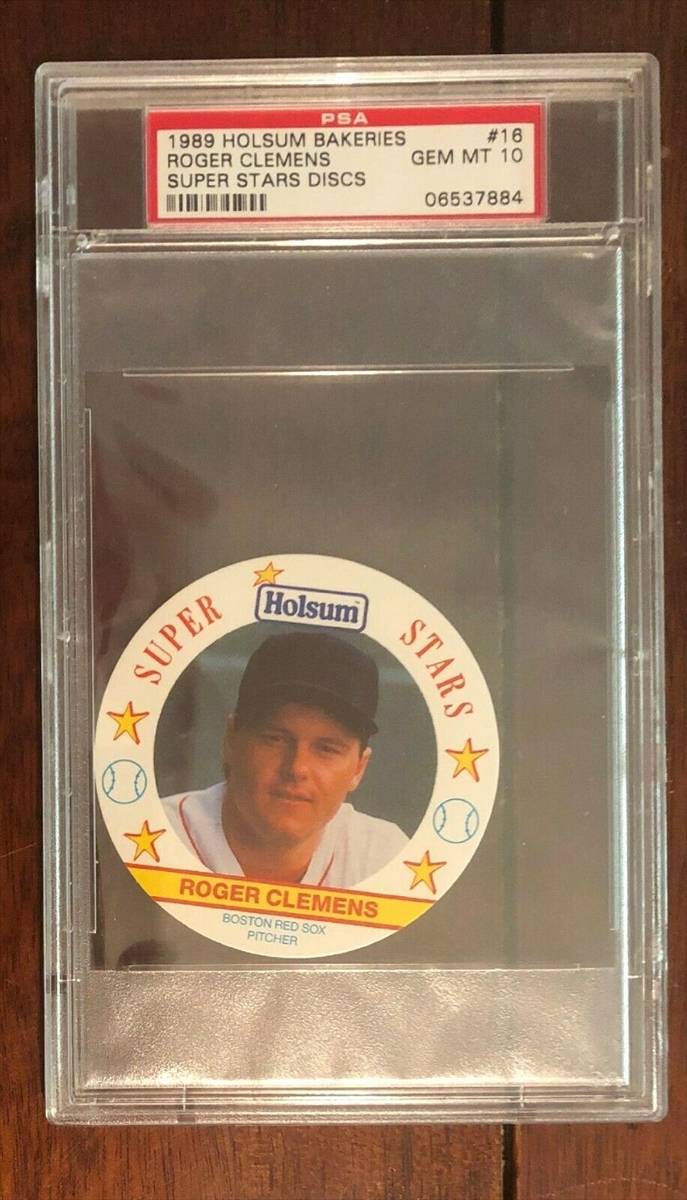 PSA
1989 HOLSUM BAKERIES #16
ROGER CLEMENS GEM MT 10
SUPER STARS DISCS
06537884
SUPER Holsum™ STARS
ROGER CLEMENS
BOSTON RED SOX
PITCHER